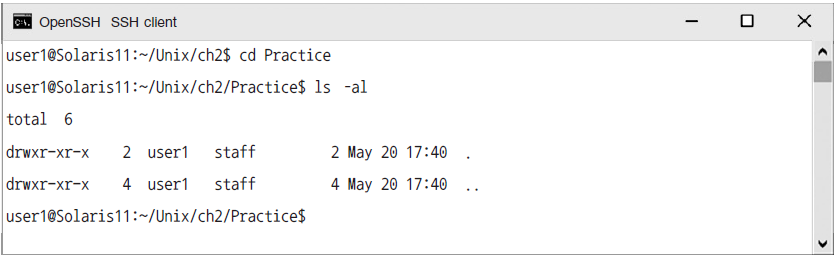 OpenSSH SSH client
user1@Solaris11:~/Unix/ch2$ cd Practice
user1@Solaris11:~/Unix/ch2/Practice$ ls -al
total 6
drwxr-xr-x 2 user1 staff 2 May 20 17:40 .
drwxr-xr-x 4 user1 staff 4 May 20 17:40 ..
user1@Solaris11:~/Unix/ch2/Practice$